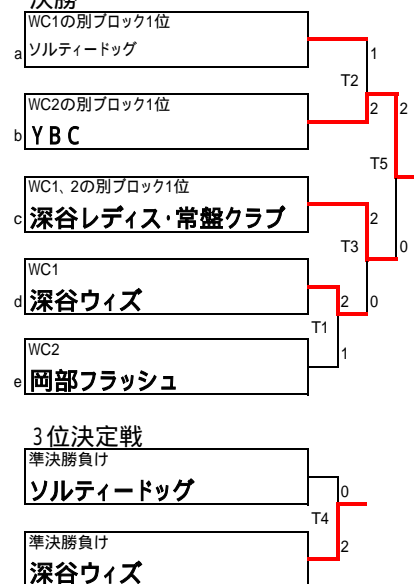 決勝
WC1の別ブロック1位
a ソルティードッグ
1
T2
WC2の別ブロック1位
2 2
b YBC
T5
WC1、2の別ブロック1位
c 深谷レディス・常盤クラブ
2
T3
0
WC1
d 深谷ウィズ
2 0
T1
WC2
1
e 岡部フラッシュ
3位決定戦
準決勝負け
ソルティードッグ
0
T4
準決勝負け
2
深谷ウィズ